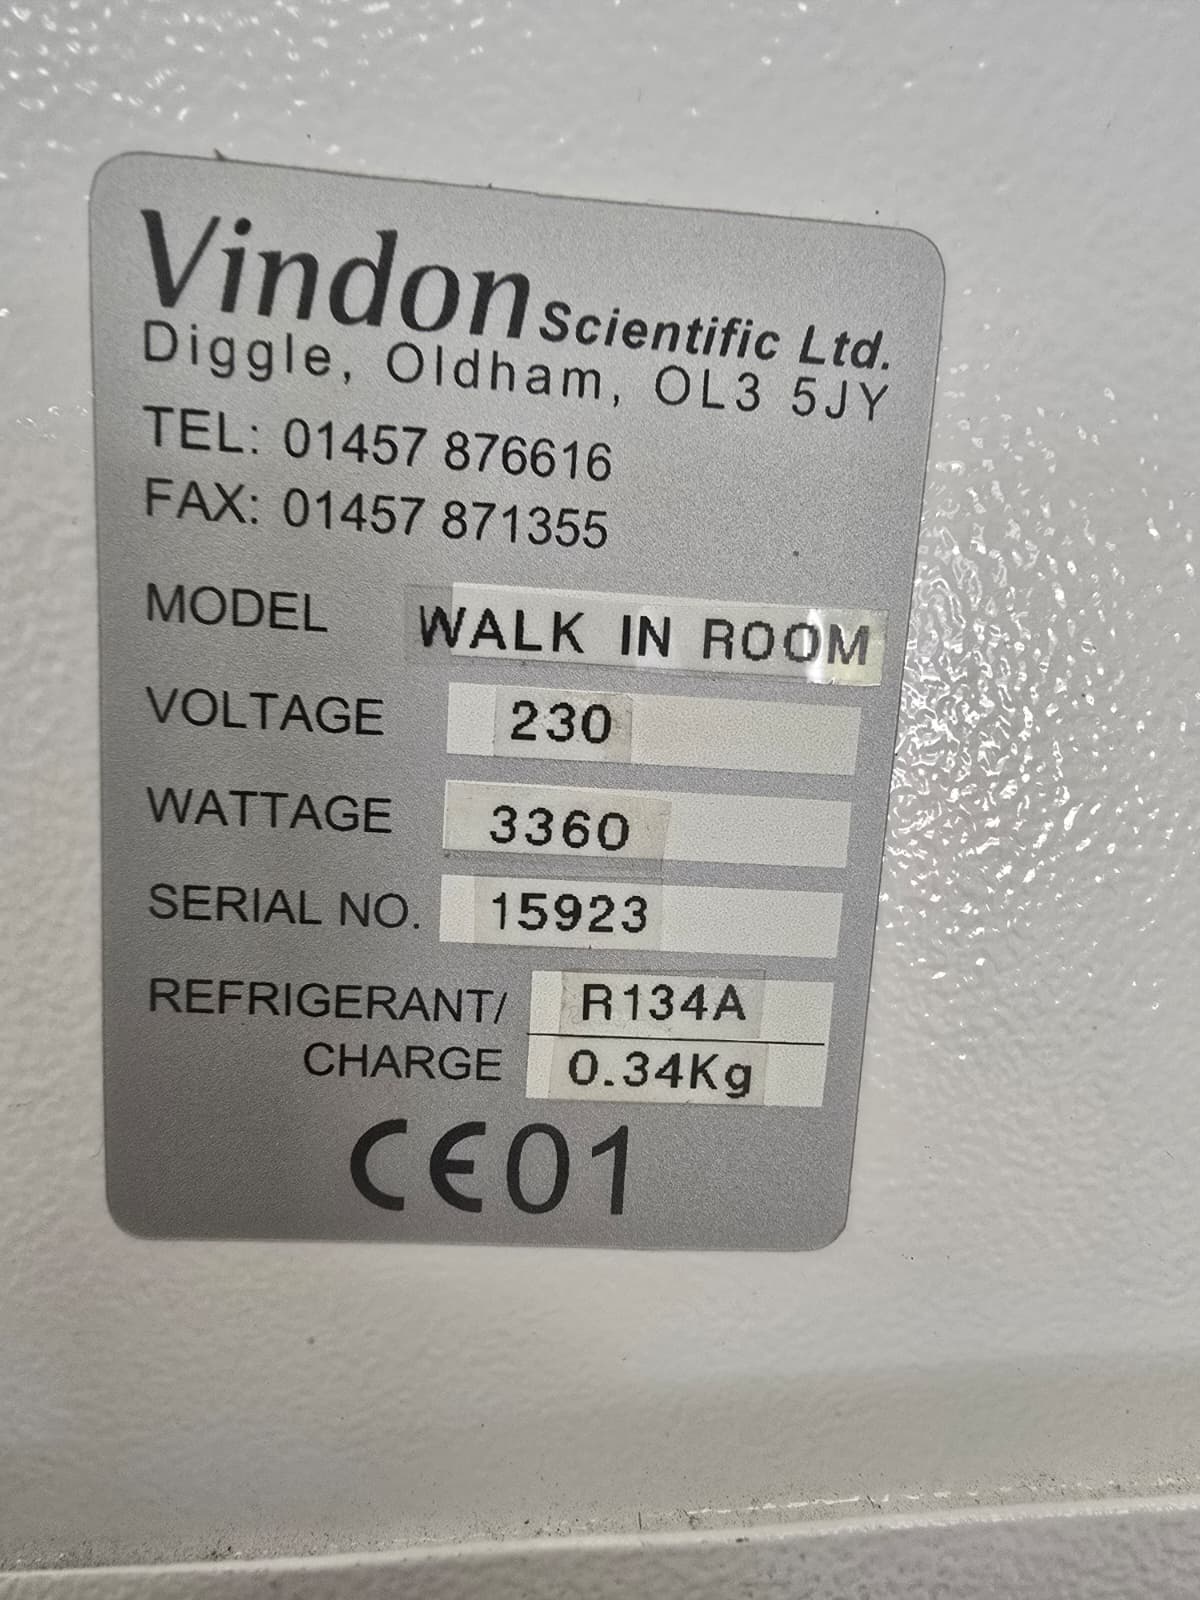 Vindon Scientific Ltd.
Diggle, Oldham, OL3 5JY
TEL: 01457 876616
FAX: 01457 871355
MODEL WALK IN ROOM
VOLTAGE 230
WATTAGE 3360
SERIAL NO. 15923
REFRIGERANT/ R134A
CHARGE 0.34Kg
CE01